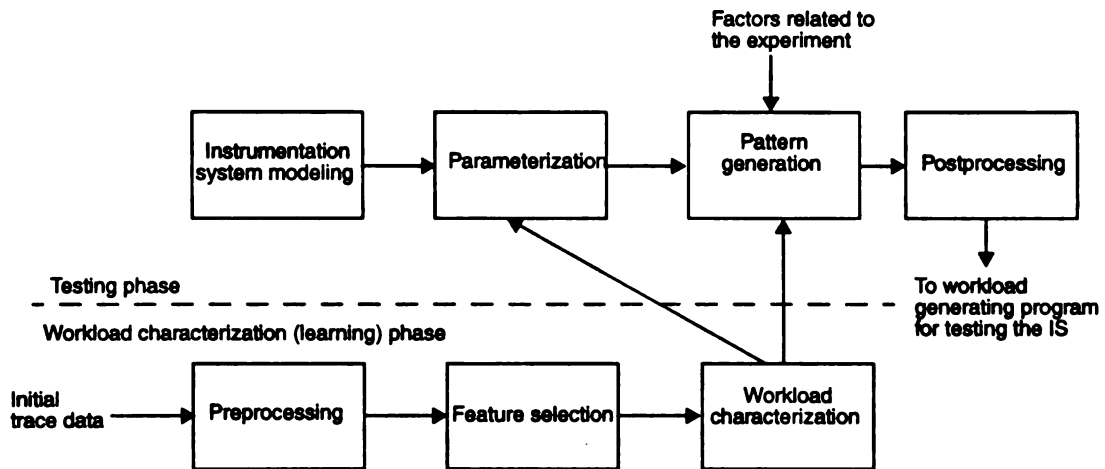 Factors related to
the experiment
Instrumentation
system modeling
Parameterization
Pattern
generation
Postprocessing
Testing phase
To workload
generating program
for testing the IS
Workload characterization (learning) phase
Initial
trace data
Preprocessing
Feature selection
Workload
characterization